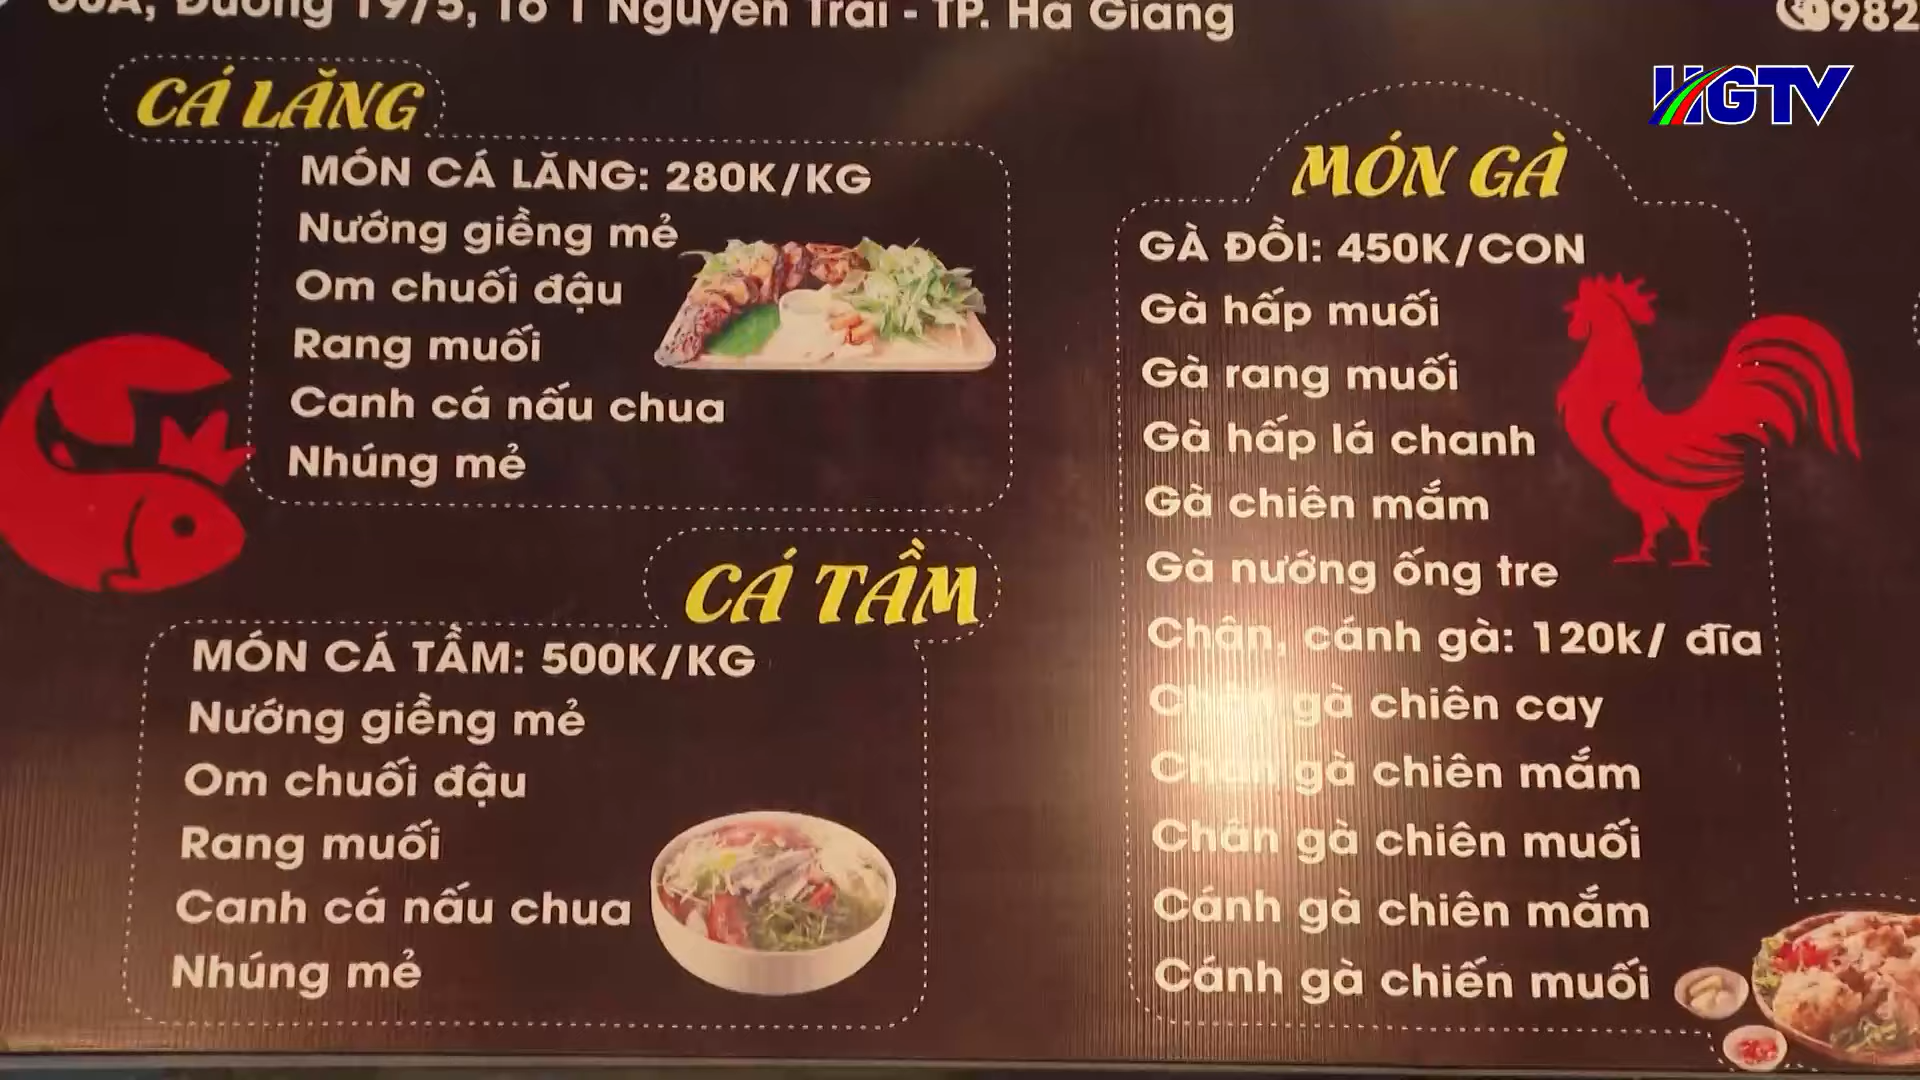 Đường 19/5, Tổ 1 Nguyễn Trãi - TP. Hà Giang
0982
HGTV
CÁ LĂNG
MÓN CÁ LĂNG: 280K/KG
Nướng giềng mẻ
Om chuối đậu
Rang muối
Canh cá nấu chua
Nhúng mẻ
CÁ TẦM
MÓN CÁ TẦM: 500K/KG
Nướng giềng mẻ
Om chuối đậu
Rang muối
Canh cá nấu chua
Nhúng mẻ
MÓN GÀ
GÀ ĐỒI: 450K/CON
Gà hấp muối
Gà rang muối
Gà hấp lá chanh
Gà chiên mắm
Gà nướng ống tre
Chân, cánh gà: 120k/ đĩa
Chân gà chiên cay
Chân gà chiên mắm
Chân gà chiên muối
Cánh gà chiên mắm
Cánh gà chiến muối